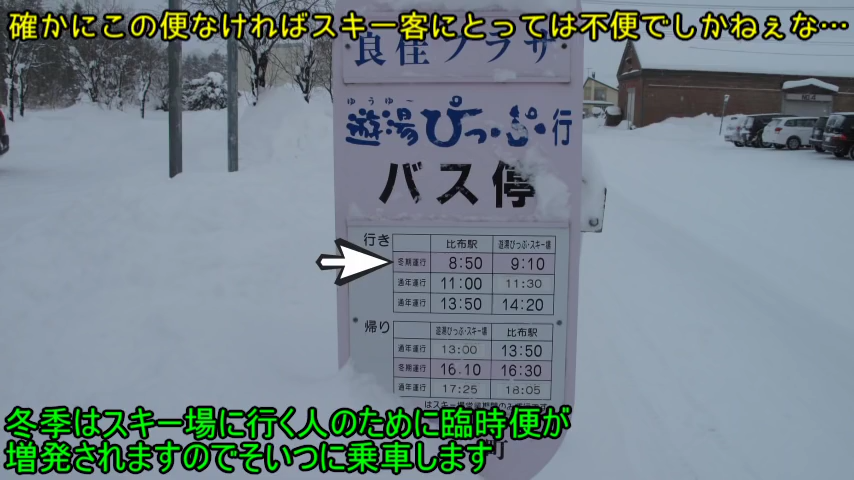 確かにこの便なければスキー客にとっては不便でしかねぇな…
良佳プラザ
ゆうゆー
遊湯ぴっぷ行
バス停
行き 比布駅 遊湯ぴっぷ・スキー場
冬期運行 8:50 9:10
通年運行 11:00 11:30
通年運行 13:50 14:20
帰り 遊湯ぴっぷ・スキー場 比布駅
通年運行 13:00 13:50
冬期運行 16.10 16:30
通年運行 17:25 18:05
冬季はスキー場に行く人のために臨時便が
増発されますのでそいつに乗車します
町